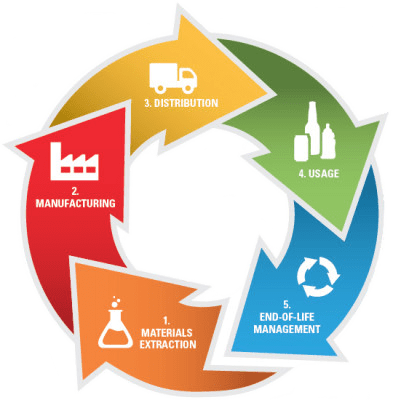 3. DISTRIBUTION
4. USAGE
2.
MANUFACTURING
5.
END-OF-LIFE
MANAGEMENT
1.
MATERIALS
EXTRACTION